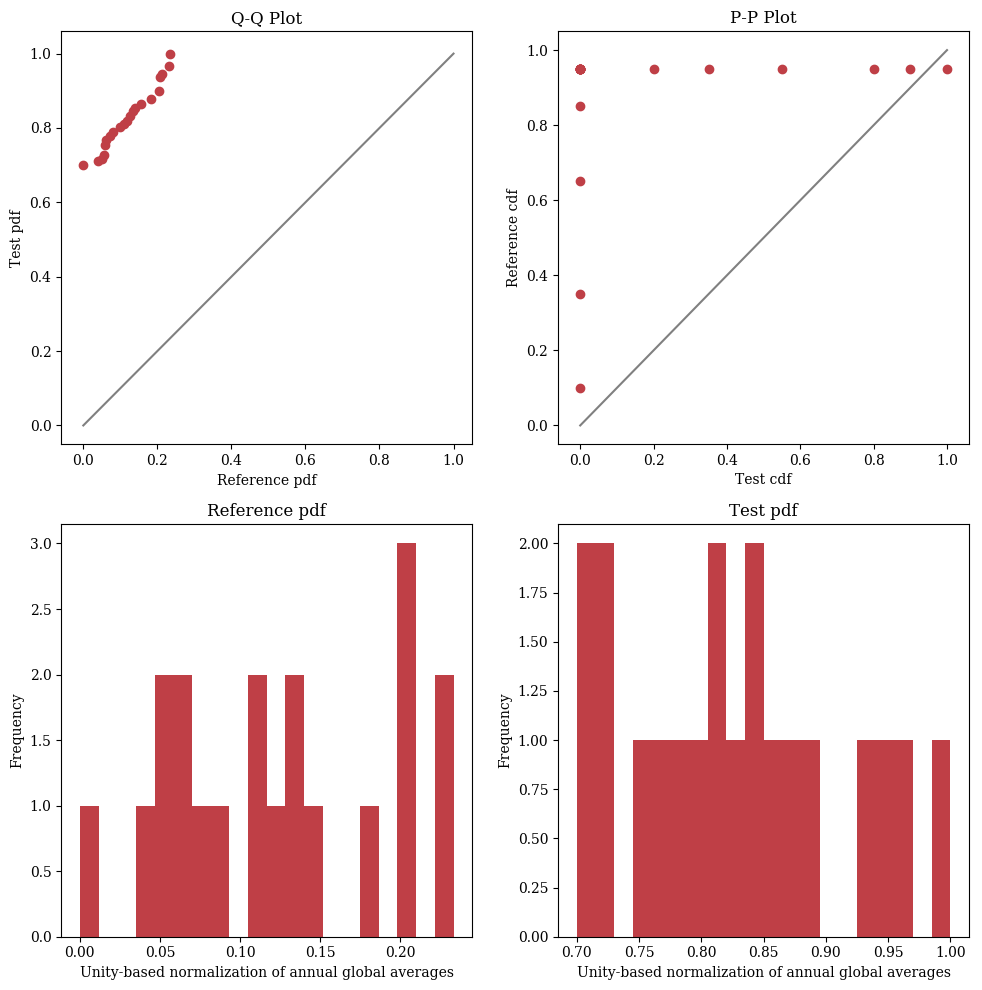 Q-Q Plot
Test pdf
1.0
0.8
0.6
0.4
0.2
0.0
0.0 0.2 0.4 0.6 0.8 1.0
Reference pdf
P-P Plot
Reference cdf
1.0
0.8
0.6
0.4
0.2
0.0
0.0 0.2 0.4 0.6 0.8 1.0
Test cdf
Reference pdf
Frequency
3.0
2.5
2.0
1.5
1.0
0.5
0.0
0.00 0.05 0.10 0.15 0.20
Unity-based normalization of annual global averages
Test pdf
Frequency
2.00
1.75
1.50
1.25
1.00
0.75
0.50
0.25
0.00
0.70 0.75 0.80 0.85 0.90 0.95 1.00
Unity-based normalization of annual global averages